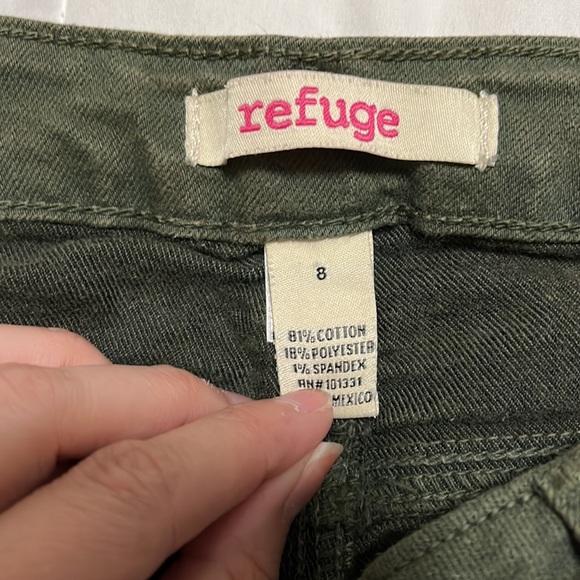 refuge
8
81% COTTON
18% POLYESTER
1% SPANDEX
RN# 101331
MEXICO